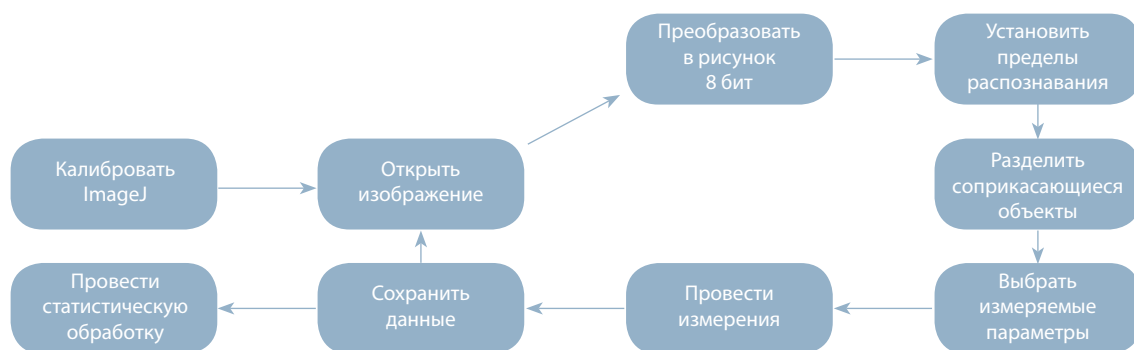 Преобразовать
в рисунок
8 бит
Установить
пределы
распознавания
Калибровать
ImageJ
Открыть
изображение
Разделить
соприкасающиеся
объекты
Провести
статистическую
обработку
Сохранить
данные
Провести
измерения
Выбрать
измеряемые
параметры